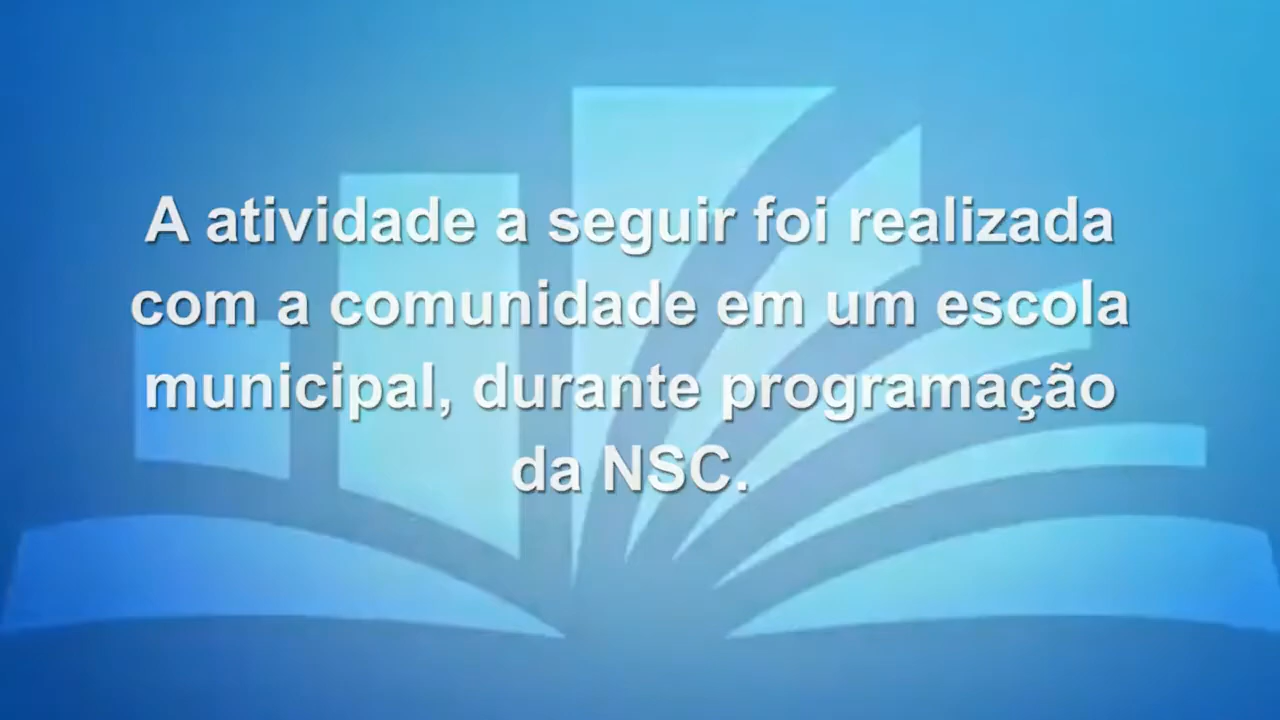 A atividade a seguir foi realizada
com a comunidade em um escola
municipal, durante programação
da NSC.